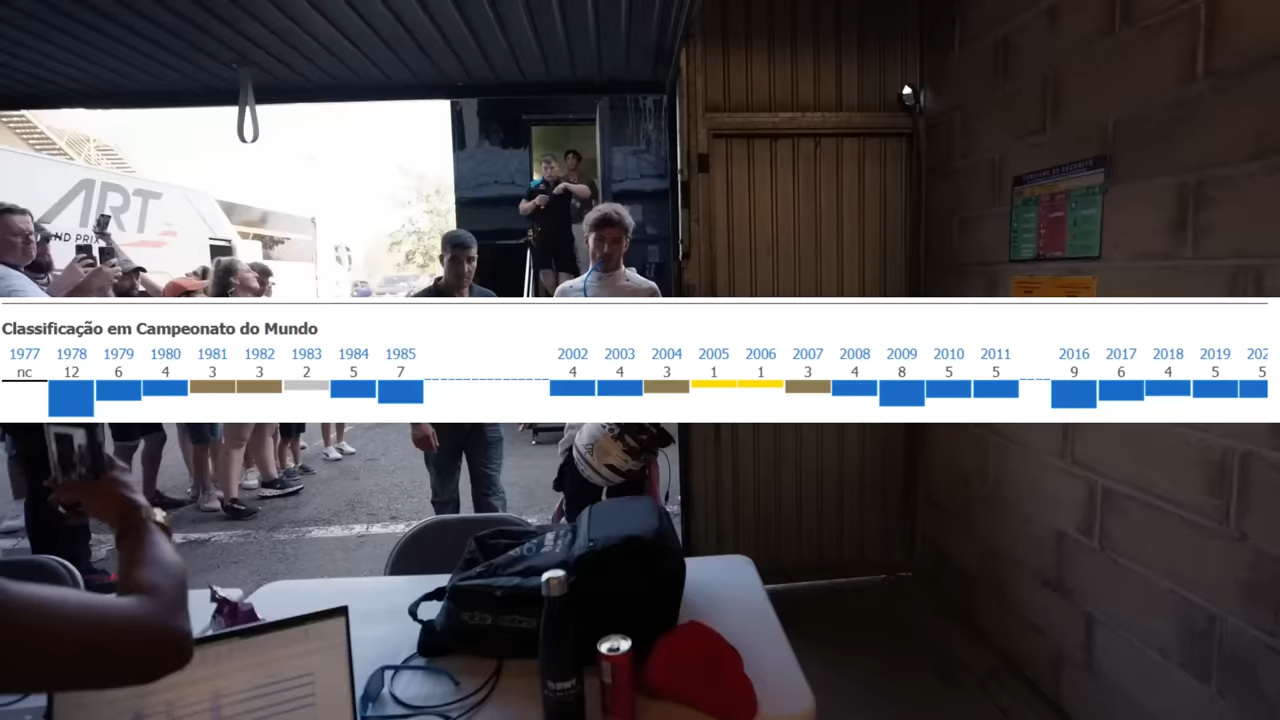 ART
ND PRIX
Classificação em Campeonato do Mundo
1977 1978 1979 1980 1981 1982 1983 1984 1985 2002 2003 2004 2005 2006 2007 2008 2009 2010 2011 2016 2017 2018 2019 202
nc 12 6 4 3 3 2 5 7 4 4 3 1 1 3 4 8 5 5 9 6 4 5 5